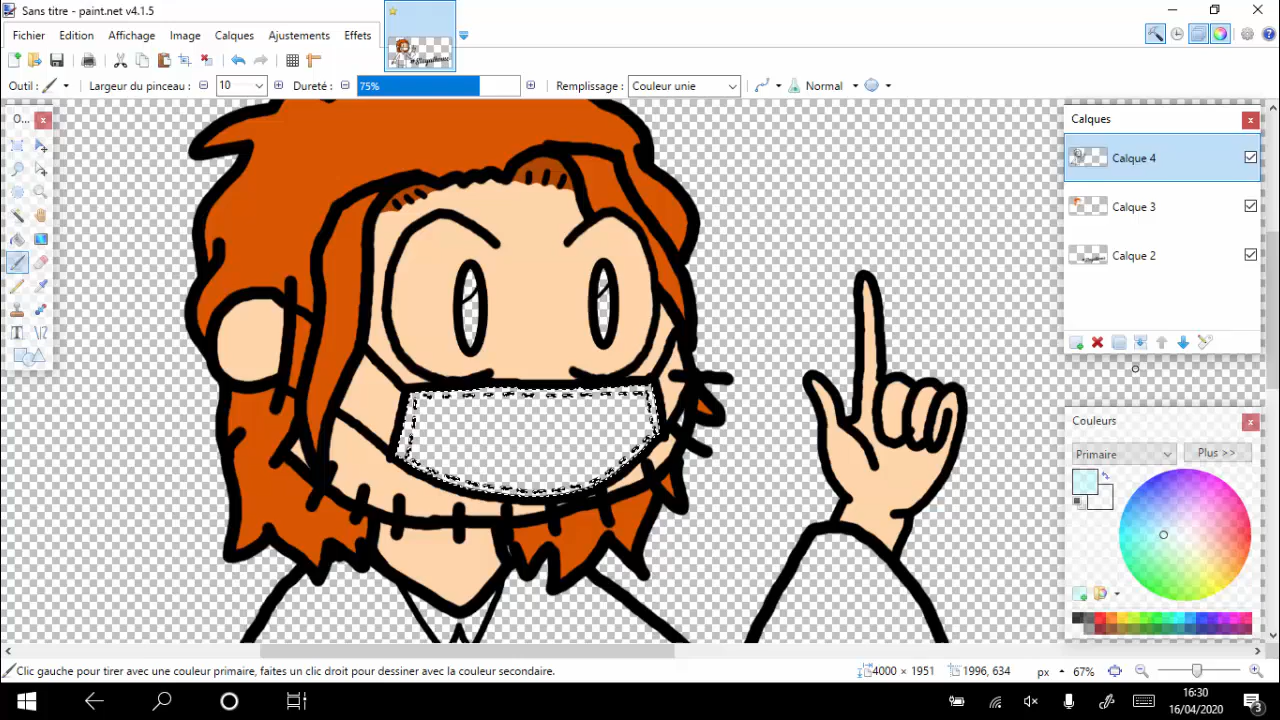 Sans titre - paint.net v4.1.5
Fichier Edition Affichage Image Calques Ajustements Effets
Outil: Largeur du pinceau: 10 Dureté: 75% Remplissage: Couleur unie Normal
O...
Calques
Calque 4
Calque 3
Calque 2
Couleurs
Primaire Plus >>
Clic gauche pour tirer avec une couleur primaire, faites un clic droit pour dessiner avec la couleur secondaire. 4000 × 1951 1996, 634 px 67%
16:30
16/04/2020
3